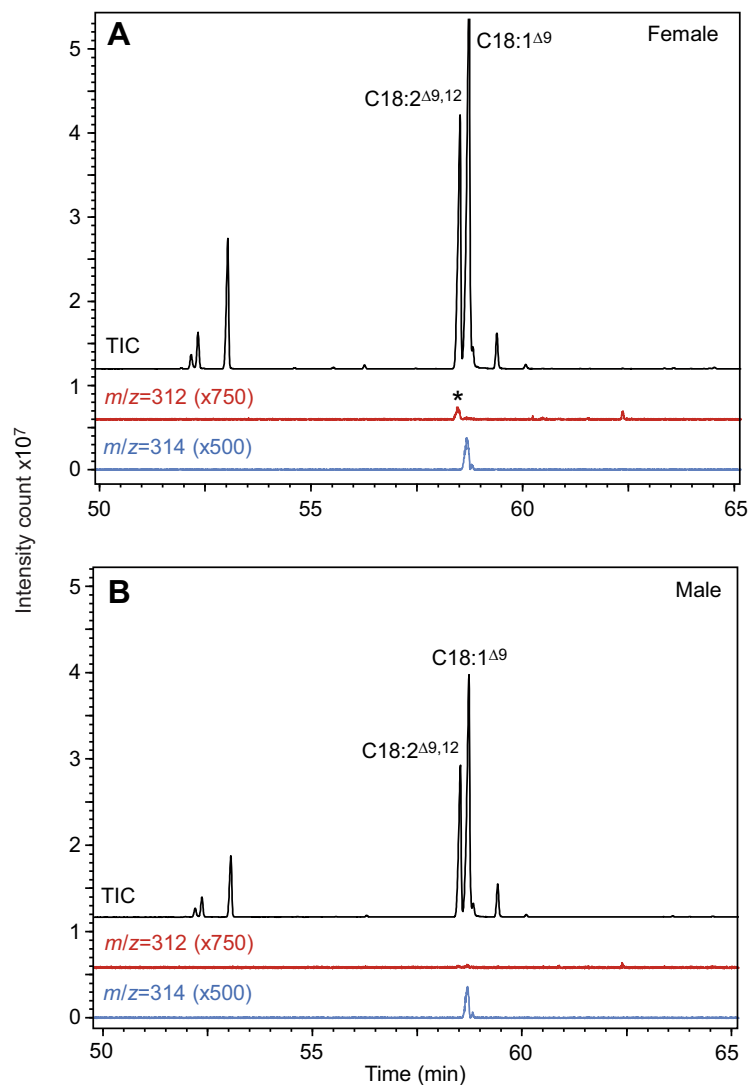 A
Female
C18:1Δ9
C18:2Δ9,12
5
4
3
2
1
0
TIC
m/z=312 (x750)
*
m/z=314 (x500)
50
55
60
65
Intensity count x10⁷
B
Male
C18:1Δ9
C18:2Δ9,12
5
4
3
2
1
0
TIC
m/z=312 (x750)
m/z=314 (x500)
50
55
60
65
Time (min)